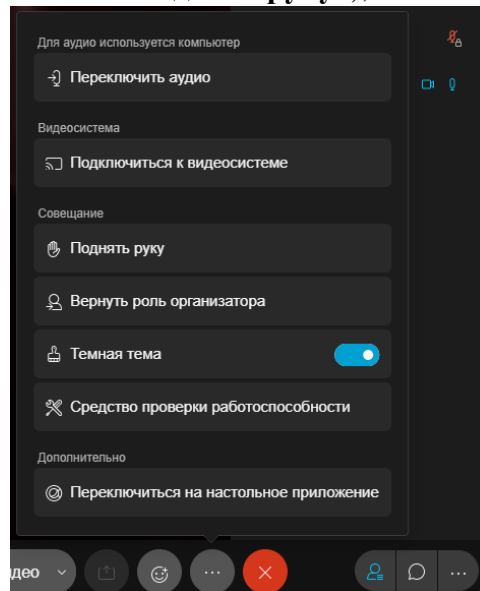 Для аудио используется компьютер
Переключить аудио
Видеосистема
Подключиться к видеосистеме
Совещание
Поднять руку
Вернуть роль организатора
Темная тема
Средство проверки работоспособности
Дополнительно
Переключиться на настольное приложение
део